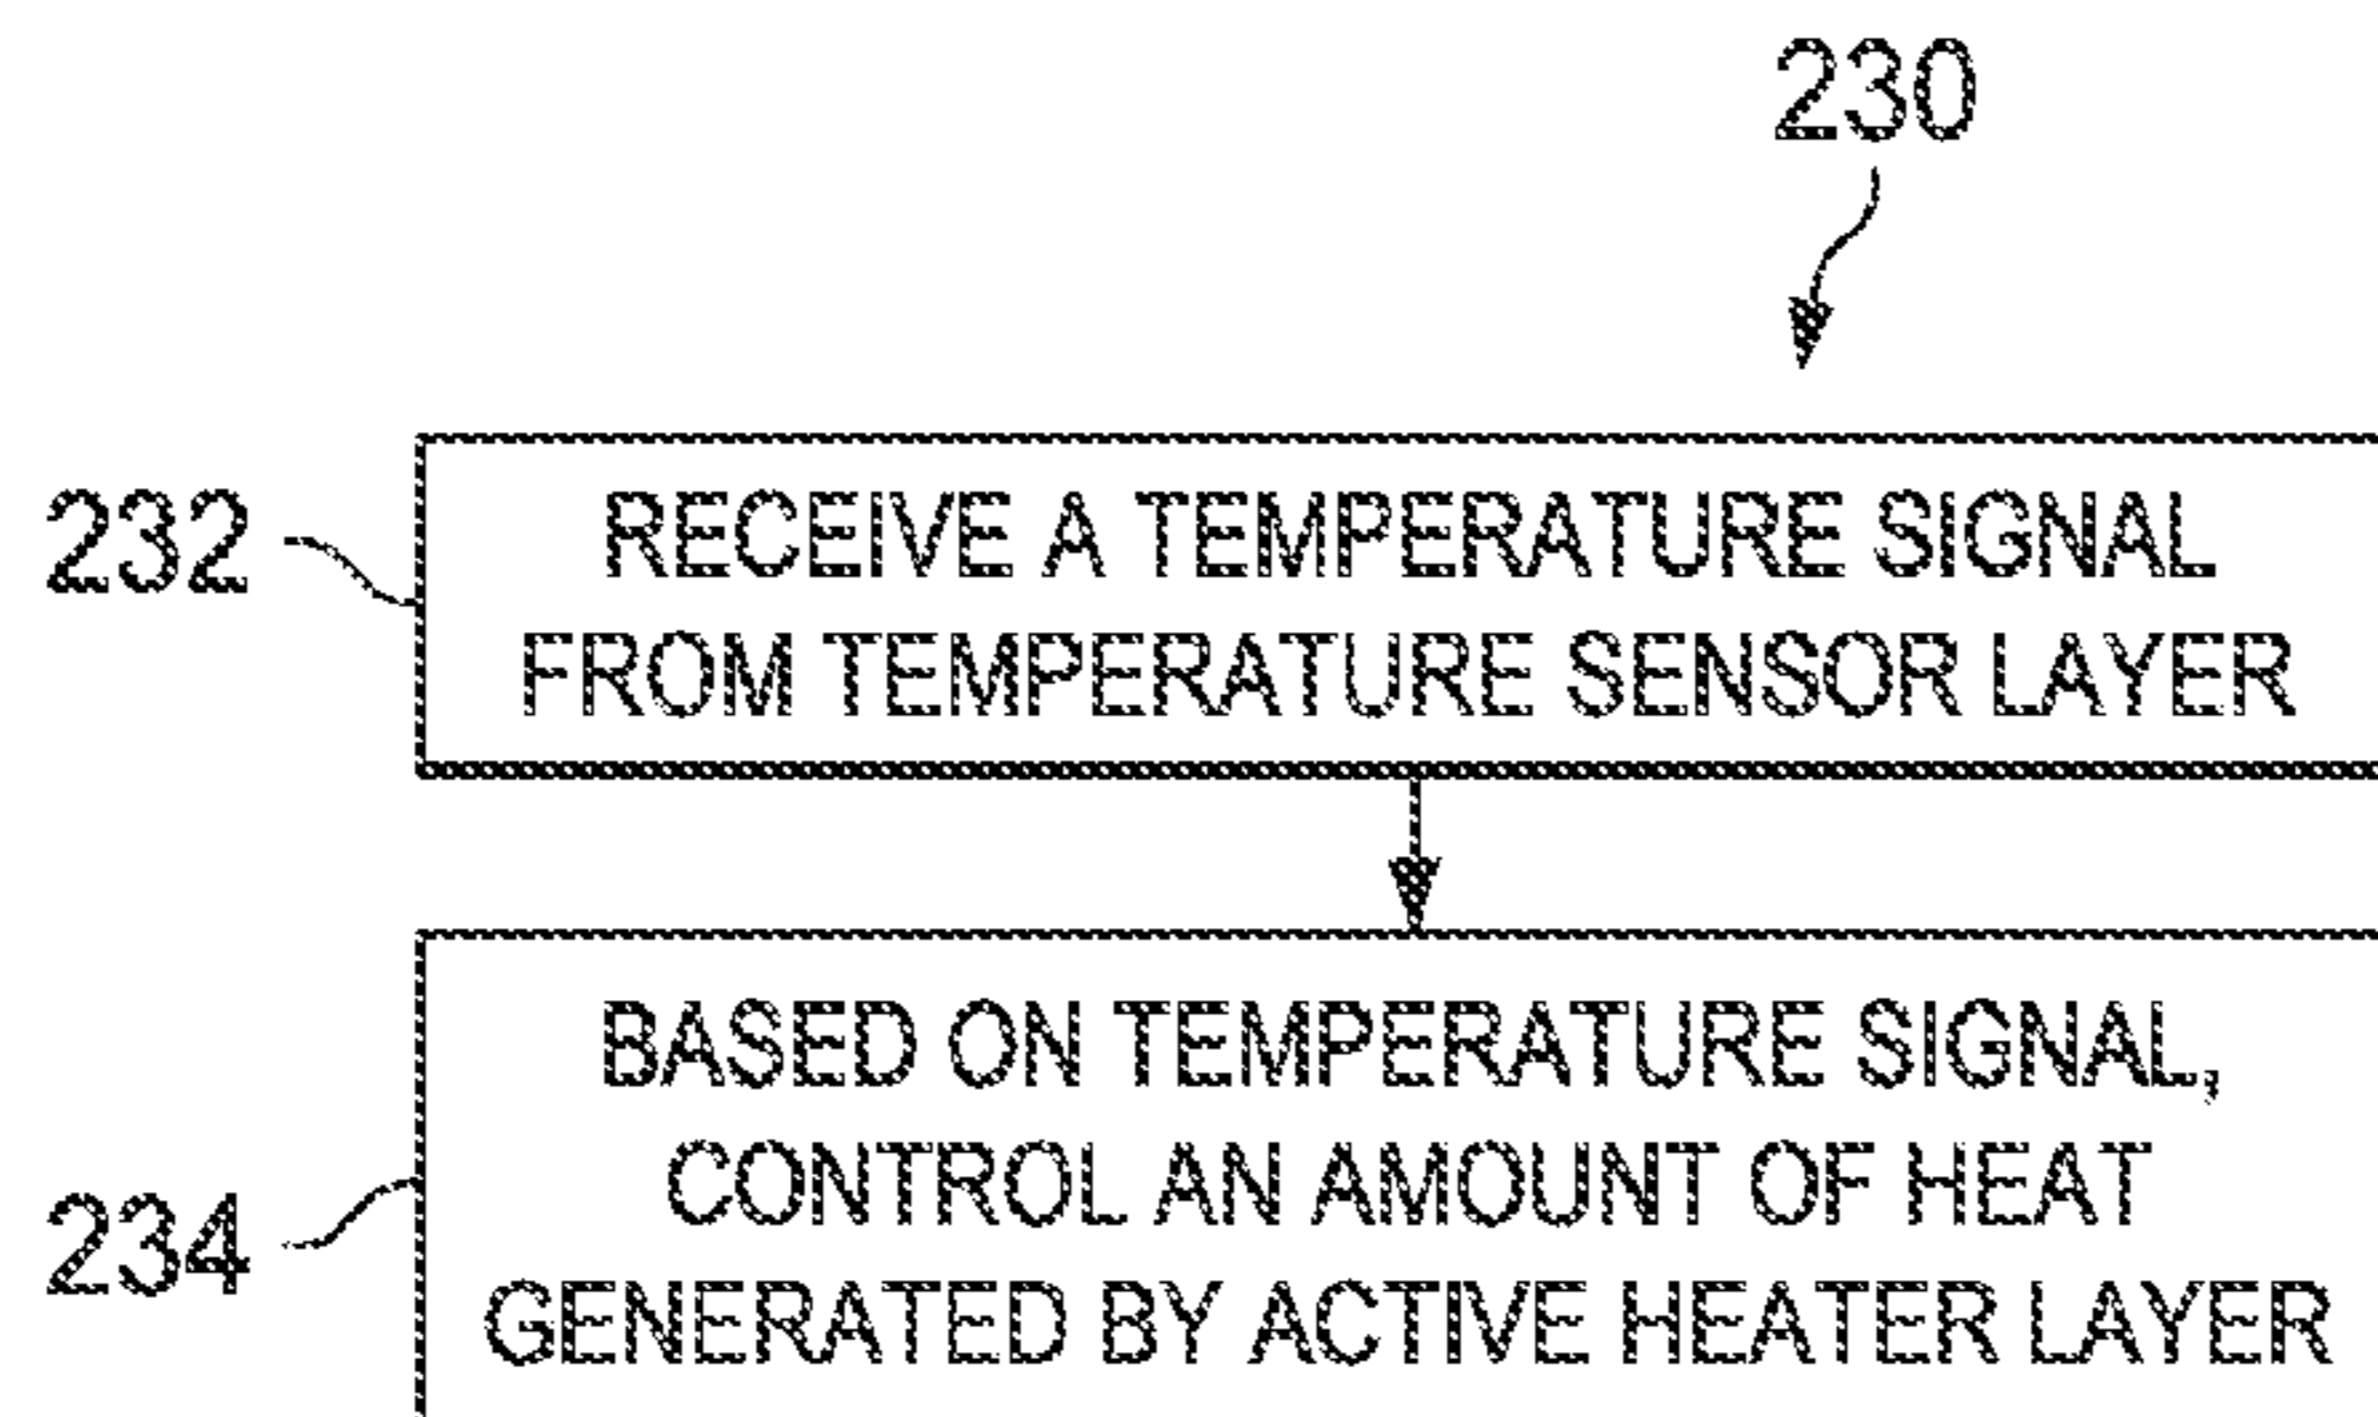 230
232
RECEIVE A TEMPERATURE SIGNAL
FROM TEMPERATURE SENSOR LAYER
BASED ON TEMPERATURE SIGNAL,
CONTROL AN AMOUNT OF HEAT
234
GENERATED BY ACTIVE HEATER LAYER